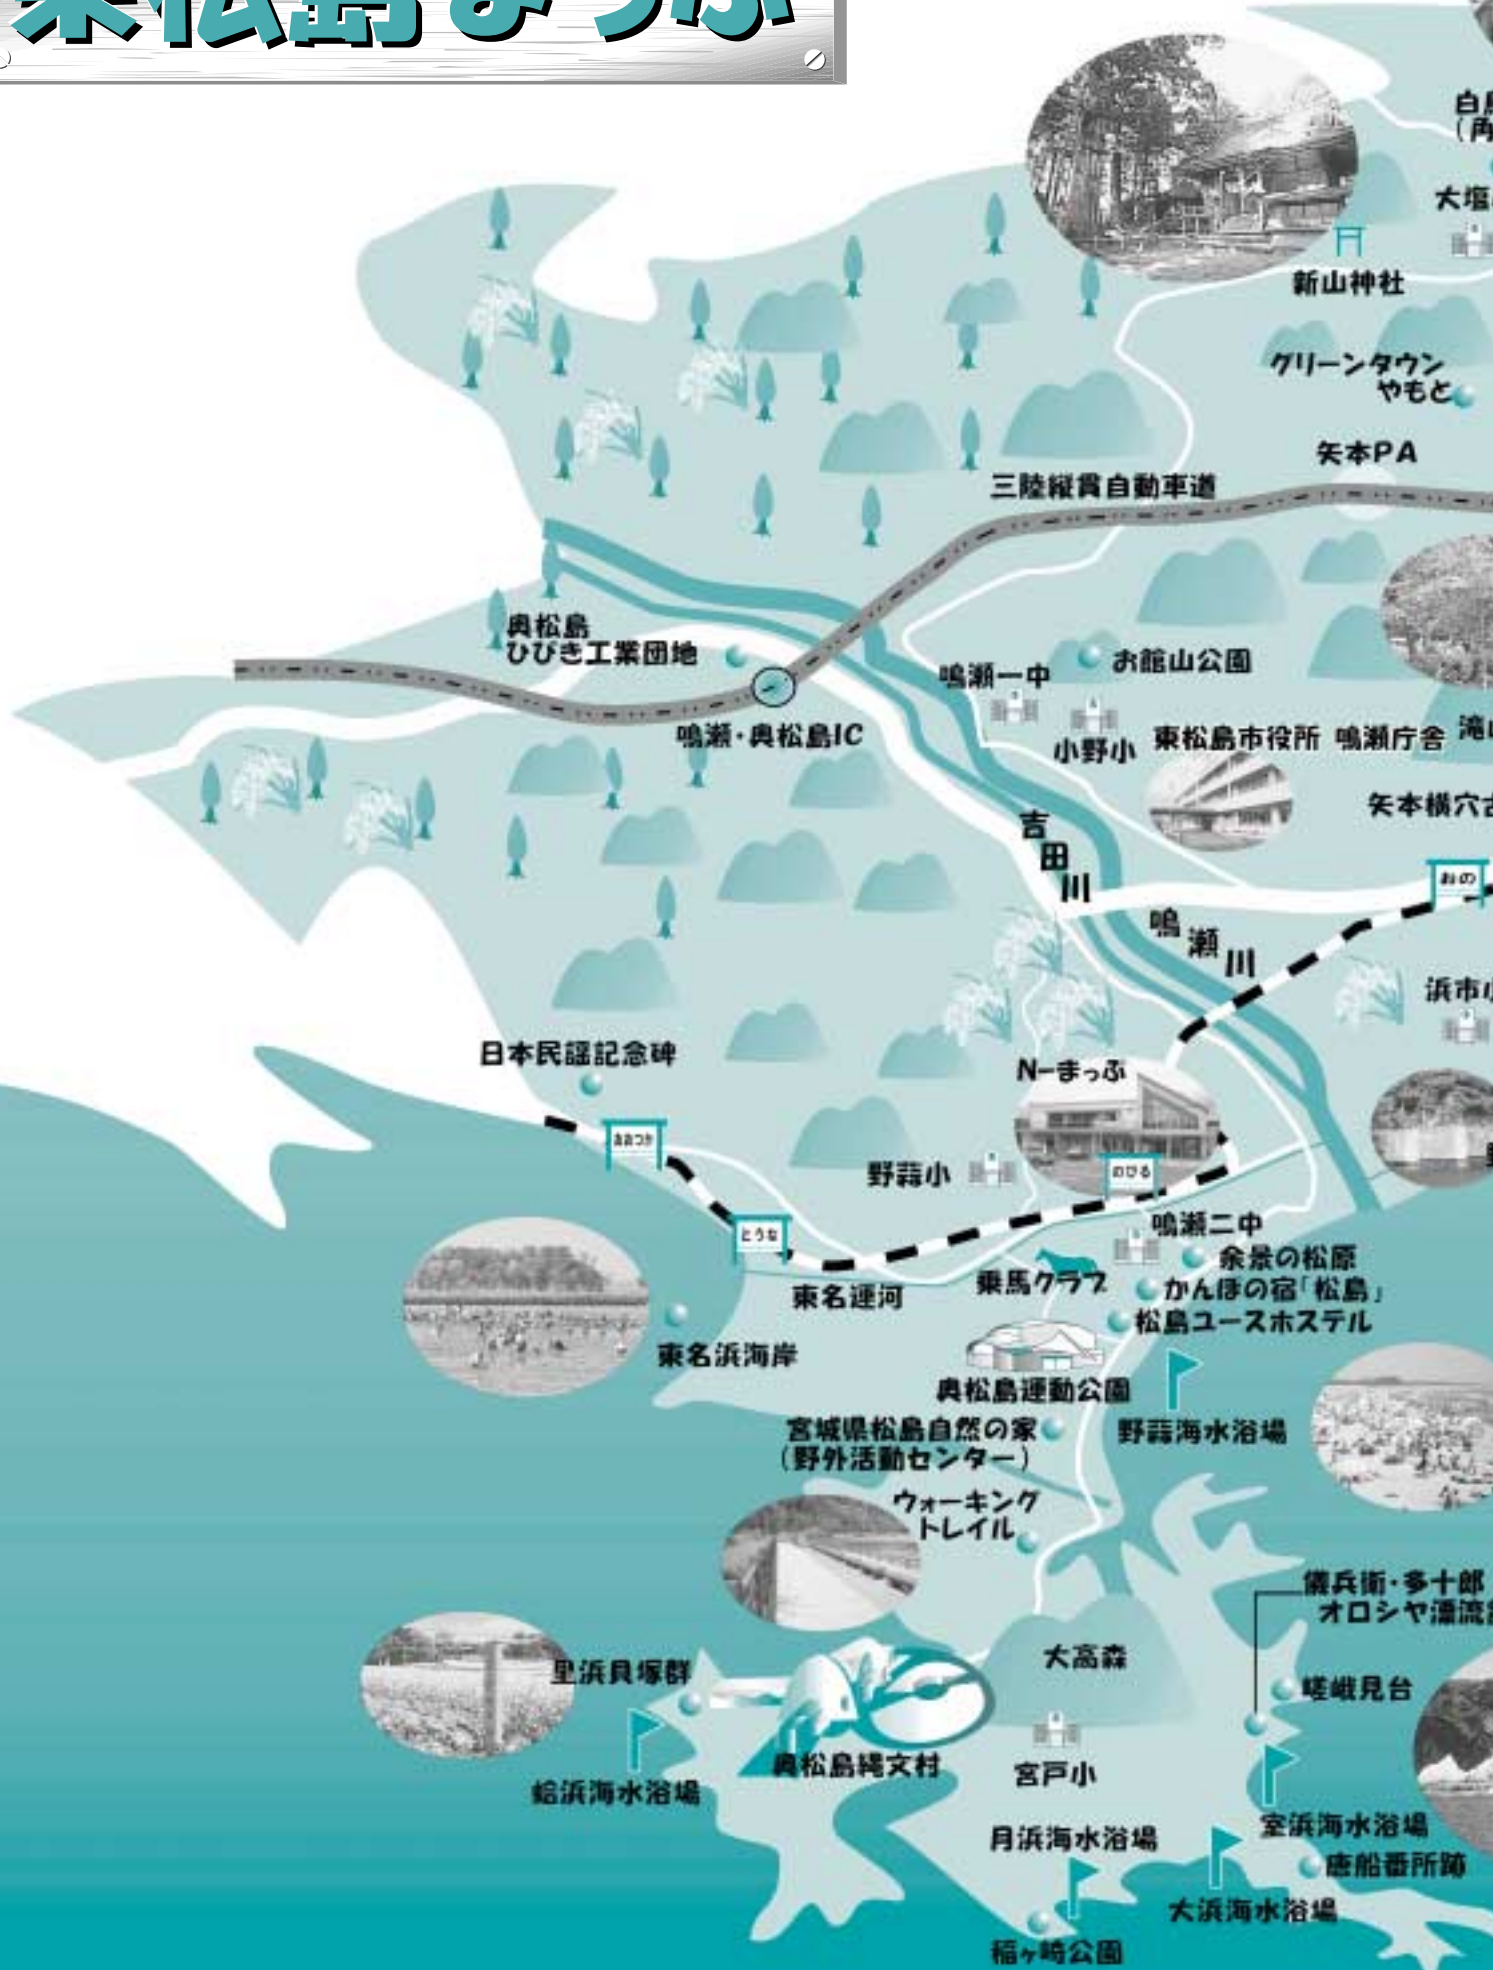 東松島まっぷ
新山神社
グリーンタウン
やもと
矢本PA
三陸縦貫自動車道
奥松島
ひびき工業団地
鳴瀬・奥松島IC
鳴瀬一中
お館山公園
小野小
東松島市役所 鳴瀬庁舎
矢本横穴
吉田川
鳴瀬川
おの
浜市小
日本民謡記念碑
N-まっぷ
おおつか
野蒜小
のびる
とうな
鳴瀬二中
余景の松原
かんぽの宿「松島」
松島ユースホステル
東名運河
乗馬クラブ
東名浜海岸
奥松島運動公園
宮城県松島自然の家
(野外活動センター)
野蒜海水浴場
ウォーキング
トレイル
儀兵衛・多十郎
オロシヤ漂流
里浜貝塚群
大高森
嵯峨見台
奥松島縄文村
宮戸小
蛤浜海水浴場
室浜海水浴場
月浜海水浴場
唐船番所跡
大浜海水浴場
稲ヶ崎公園